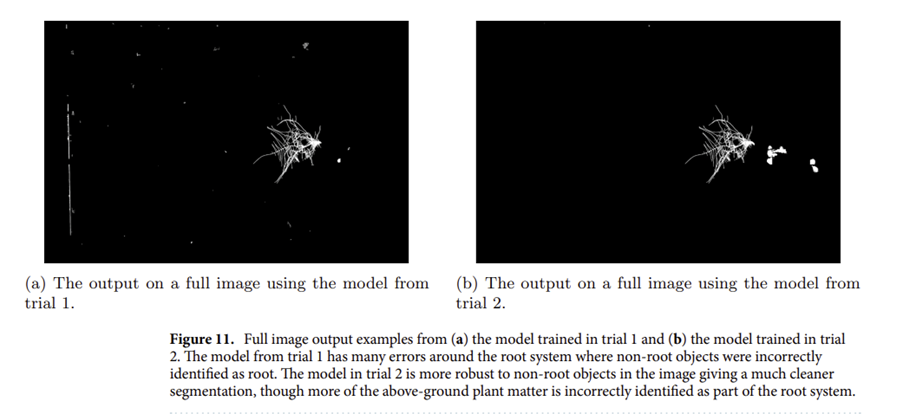 (a) The output on a full image using the model from
trial 1.
(b) The output on a full image using the model from
trial 2.
Figure 11. Full image output examples from (a) the model trained in trial 1 and (b) the model trained in trial
2. The model from trial 1 has many errors around the root system where non-root objects were incorrectly
identified as root. The model in trial 2 is more robust to non-root objects in the image giving a much cleaner
segmentation, though more of the above-ground plant matter is incorrectly identified as part of the root system.